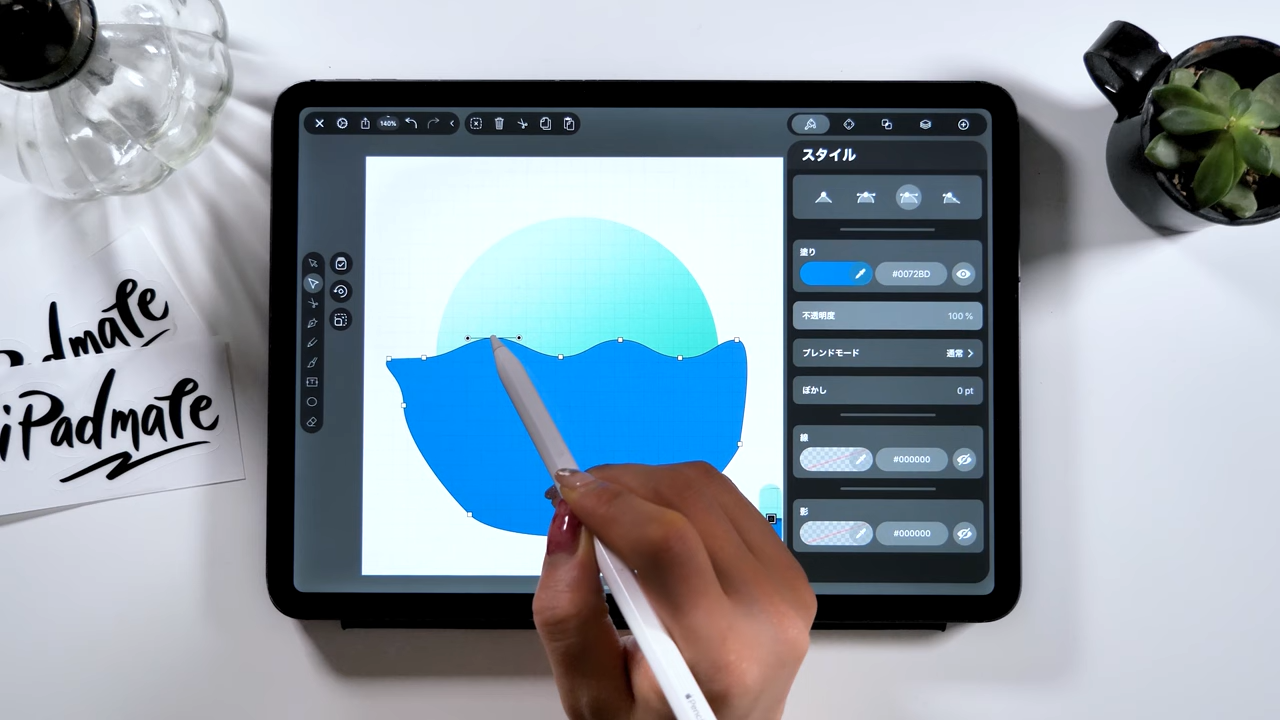 140%
スタイル
塗り
#0072BD
不透明度 100 %
ブレンドモード 通常
ぼかし 0 pt
線
#000000
影
#000000
iPadmate